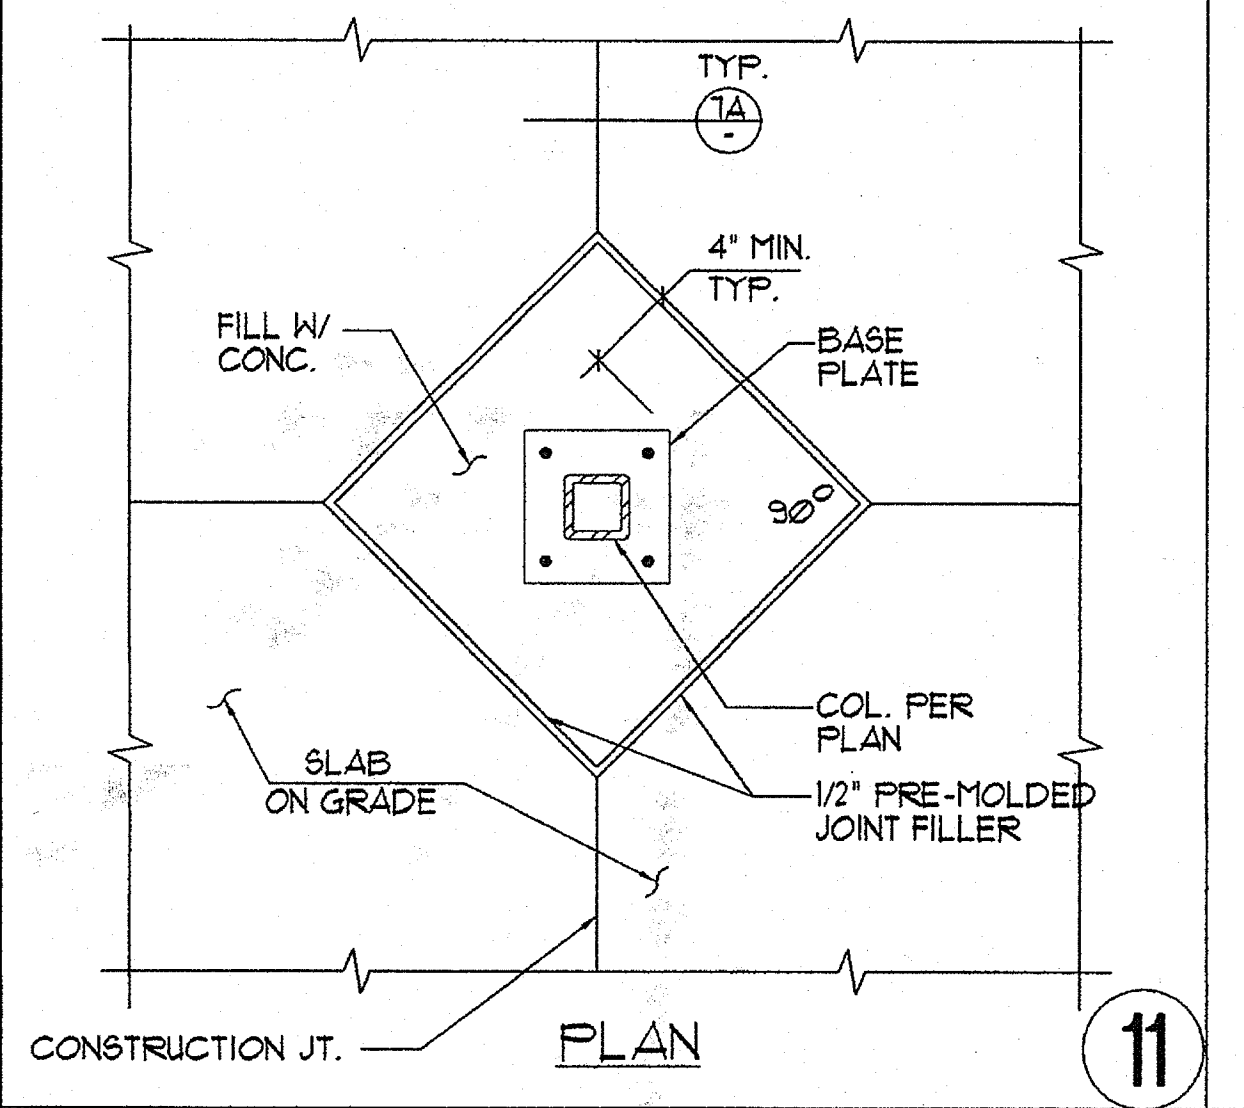 TYP.
7A
-
4" MIN.
TYP.
FILL W/
CONC.
BASE
PLATE
90°
COL. PER
PLAN
SLAB
ON GRADE
1/2" PRE-MOLDED
JOINT FILLER
CONSTRUCTION JT.
PLAN
11